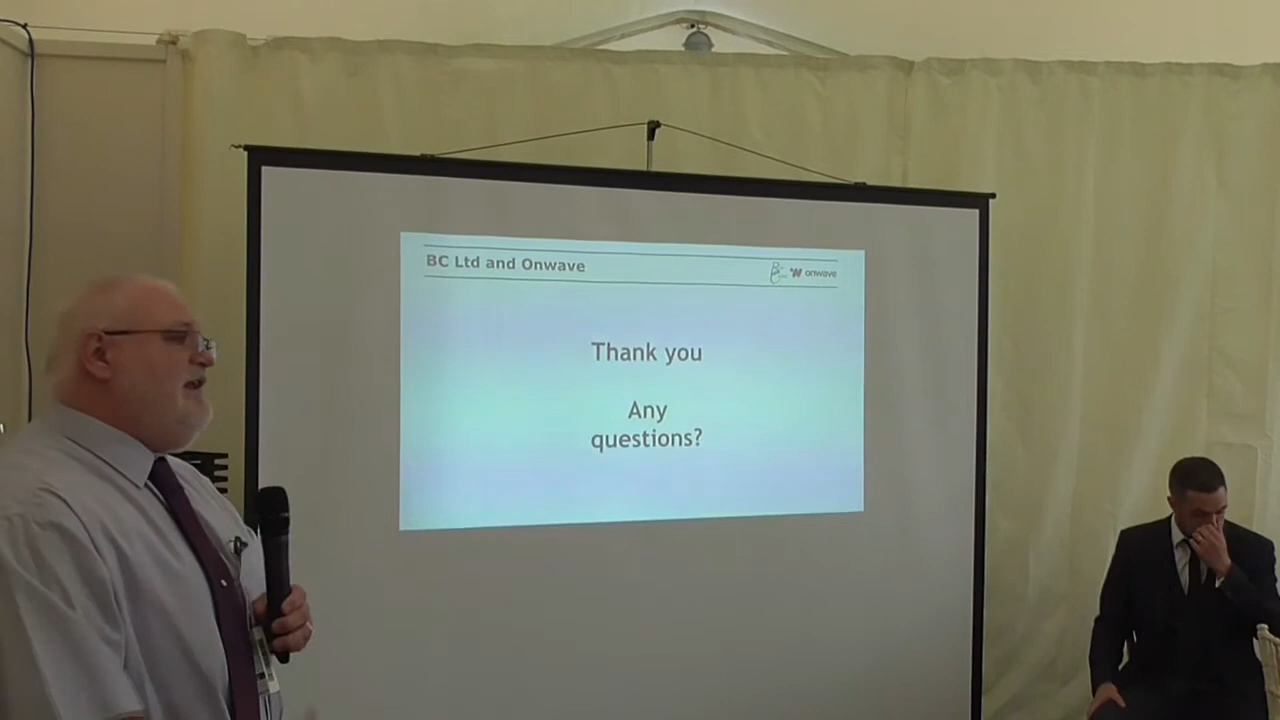 BC Ltd and Onwave
onwave
Thank you
Any
questions?